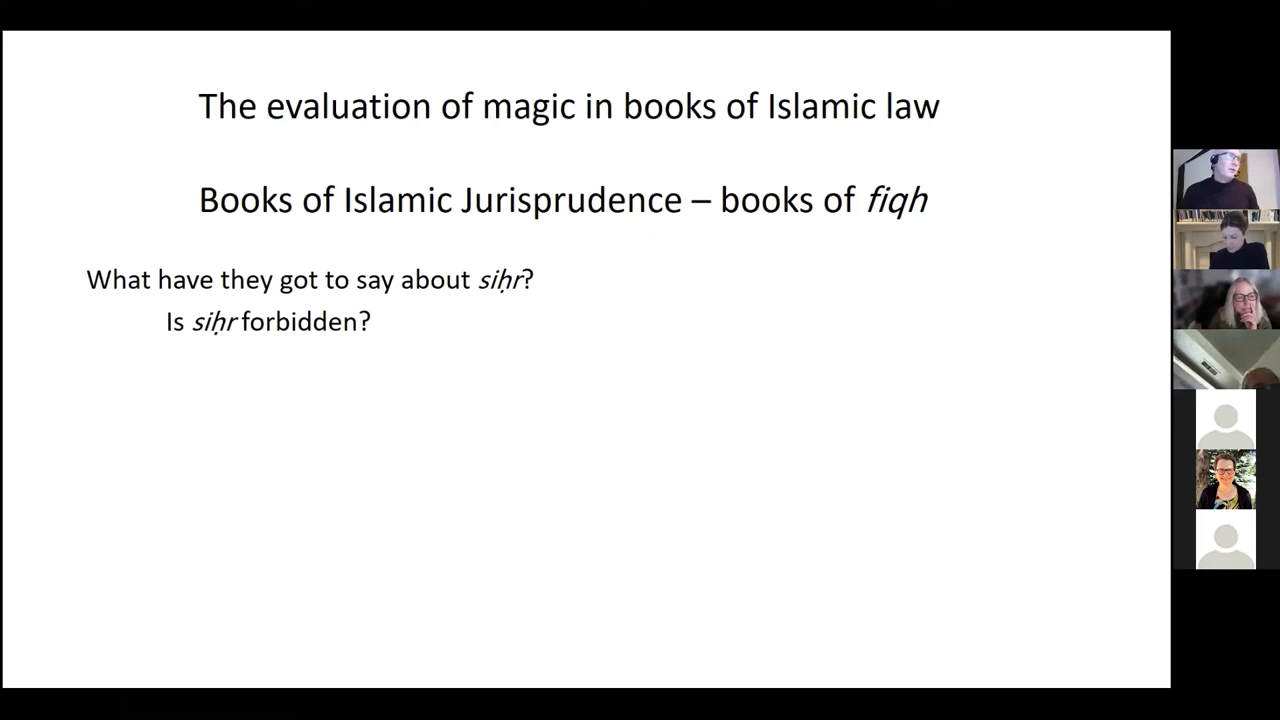 The evaluation of magic in books of Islamic law
Books of Islamic Jurisprudence – books of fiqh
What have they got to say about siḥr?
Is siḥr forbidden?